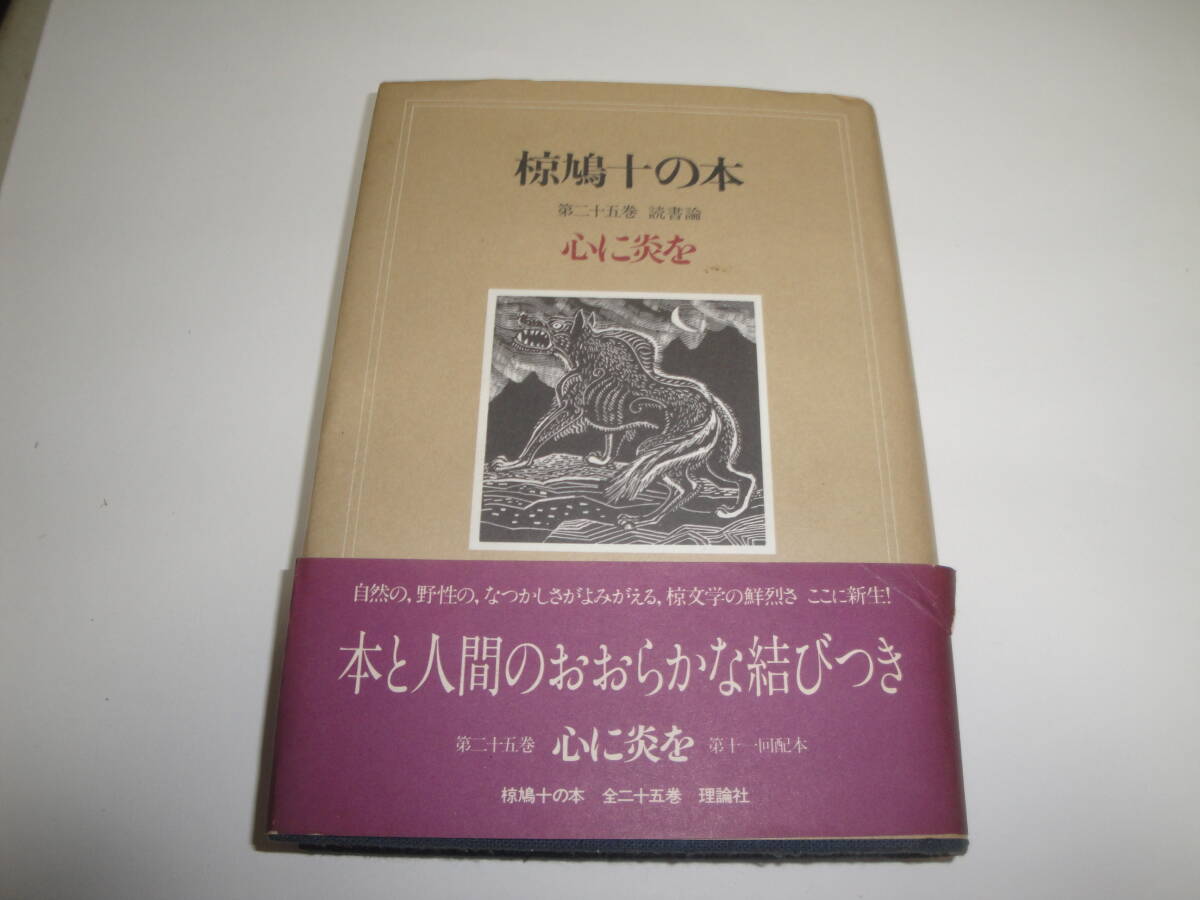 椋鳩十の本
第二十五巻 読書論
心に炎を
自然の,野性の,なつかしさがよみがえる,椋文学の鮮烈さ ここに新生!
本と人間のおおらかな結びつき
第二十五巻 心に炎を 第十一回配本
椋鳩十の本 全二十五巻 理論社